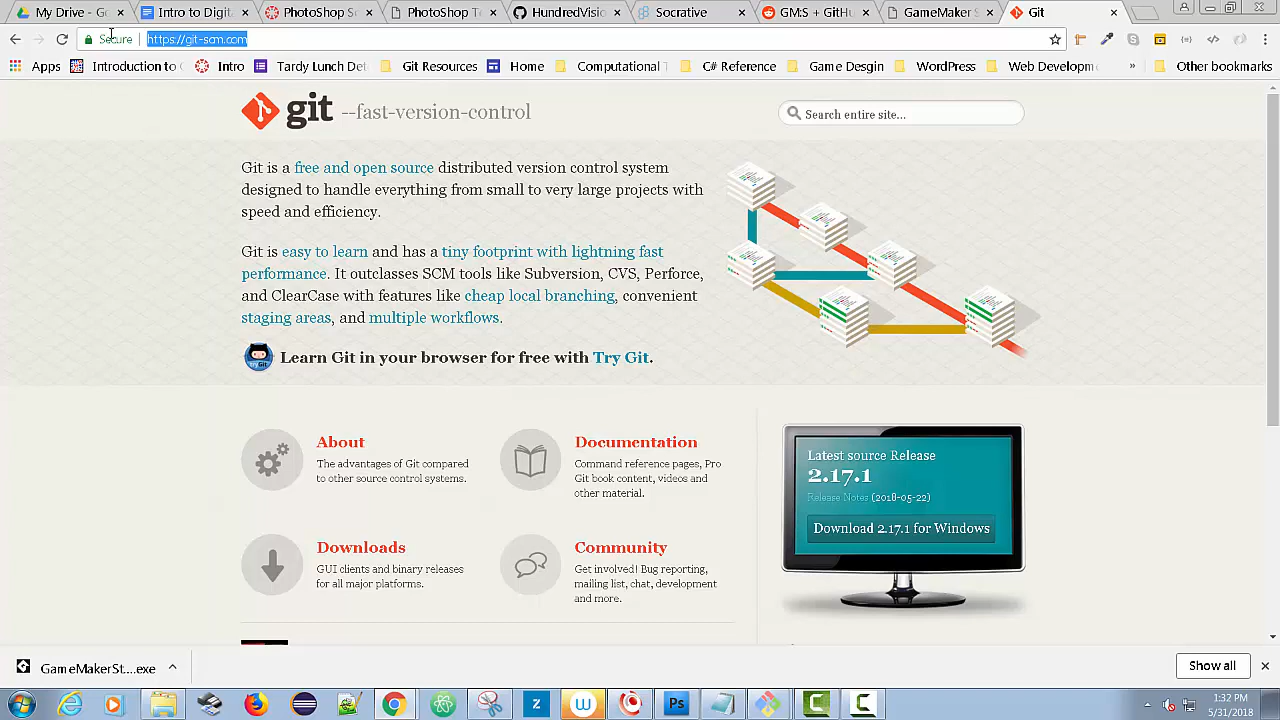 My Drive - Go
Intro to Digit
PhotoShop Sc
PhotoShop Te
HundredVisio
Socrative
GM:S + GitHu
GameMaker S
Git
Secure
https://git-scm.com
Apps
Introduction to C
Intro
Tardy Lunch Det
Git Resources
Home
Computational T
C# Reference
Game Desgin
WordPress
Web Developm
»
Other bookmarks
git --fast-version-control
Search entire site...
Git is a free and open source distributed version control system
designed to handle everything from small to very large projects with
speed and efficiency.
Git is easy to learn and has a tiny footprint with lightning fast
performance. It outclasses SCM tools like Subversion, CVS, Perforce,
and ClearCase with features like cheap local branching, convenient
staging areas, and multiple workflows.
Learn Git in your browser for free with Try Git.
About
The advantages of Git compared
to other source control systems.
Documentation
Command reference pages, Pro
Git book content, videos and
other material.
Downloads
GUI clients and binary releases
for all major platforms.
Community
Get involved! Bug reporting,
mailing list, chat, development
and more.
Latest source Release
2.17.1
Release Notes (2018-05-22)
Download 2.17.1 for Windows
GameMakerSt....exe
Show all
Z
W
Ps
C
C
1:32 PM
5/31/2018